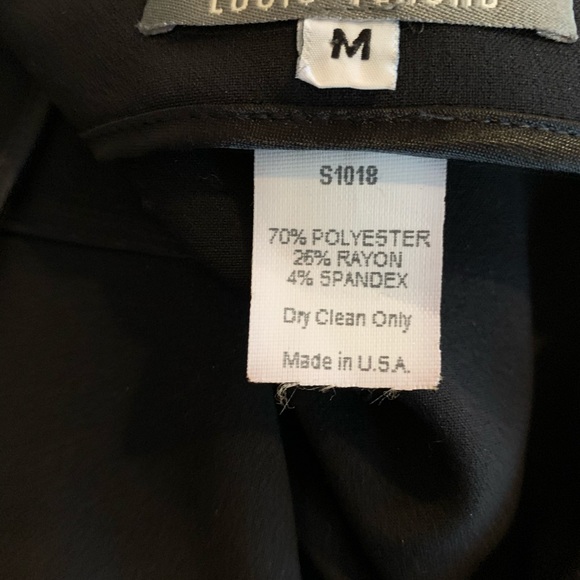 M
S1018
70% POLYESTER
26% RAYON
4% SPANDEX
Dry Clean Only
Made in U.S.A.